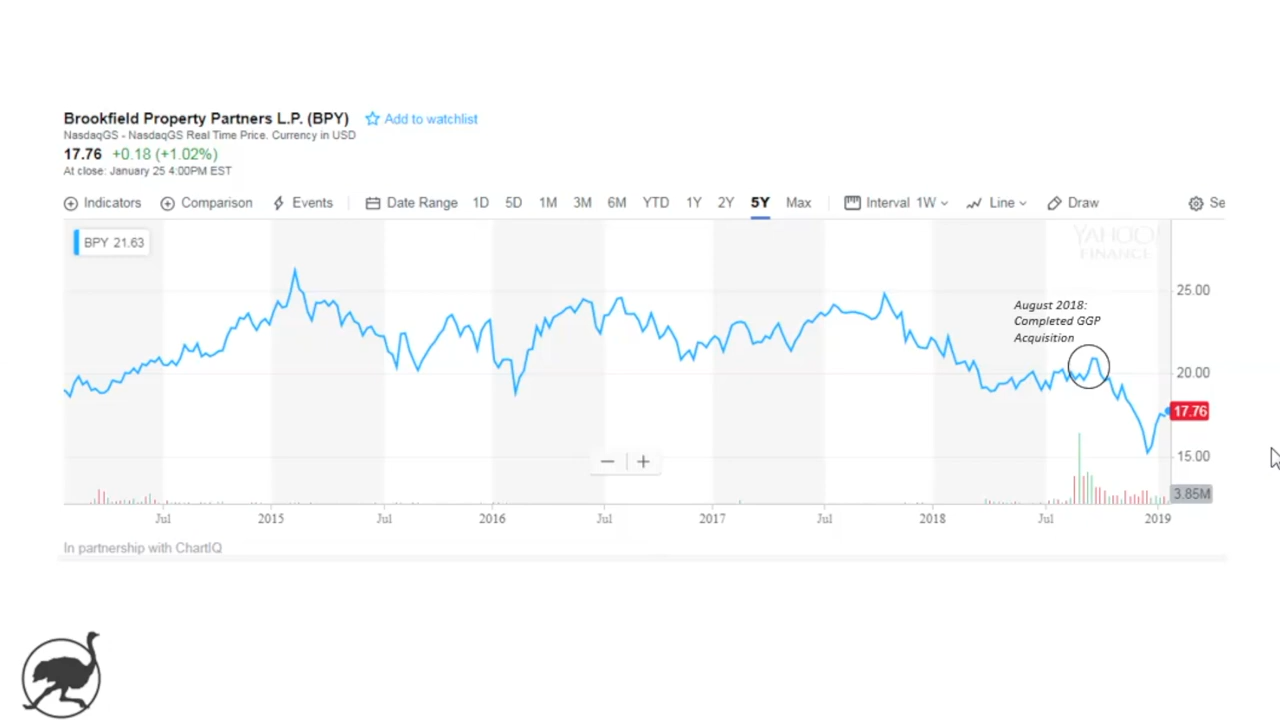 Brookfield Property Partners L.P. (BPY) Add to watchlist
NasdaqGS - NasdaqGS Real Time Price. Currency in USD
17.76 +0.18 (+1.02%)
At close: January 25 4:00PM EST
Indicators Comparison Events Date Range 1D 5D 1M 3M 6M YTD 1Y 2Y 5Y Max Interval 1W Line Draw Se
BPY 21.63
YAHOO!
FINANCE
25.00
August 2018:
Completed GGP
Acquisition
20.00
17.76
15.00
3.85M
Jul 2015 Jul 2016 Jul 2017 Jul 2018 Jul 2019
In partnership with ChartIQ